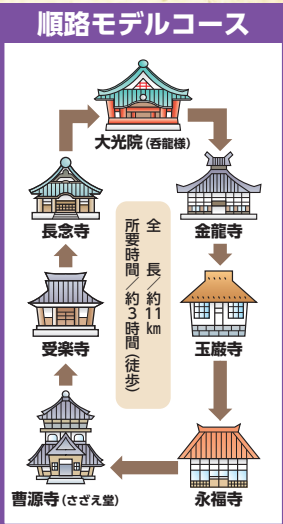 順路モデルコース
大光院(呑龍様)
金龍寺
玉巌寺
永福寺
曹源寺(さざえ堂)
受楽寺
長念寺
全　長／約11km
所要時間／約3時間(徒歩)